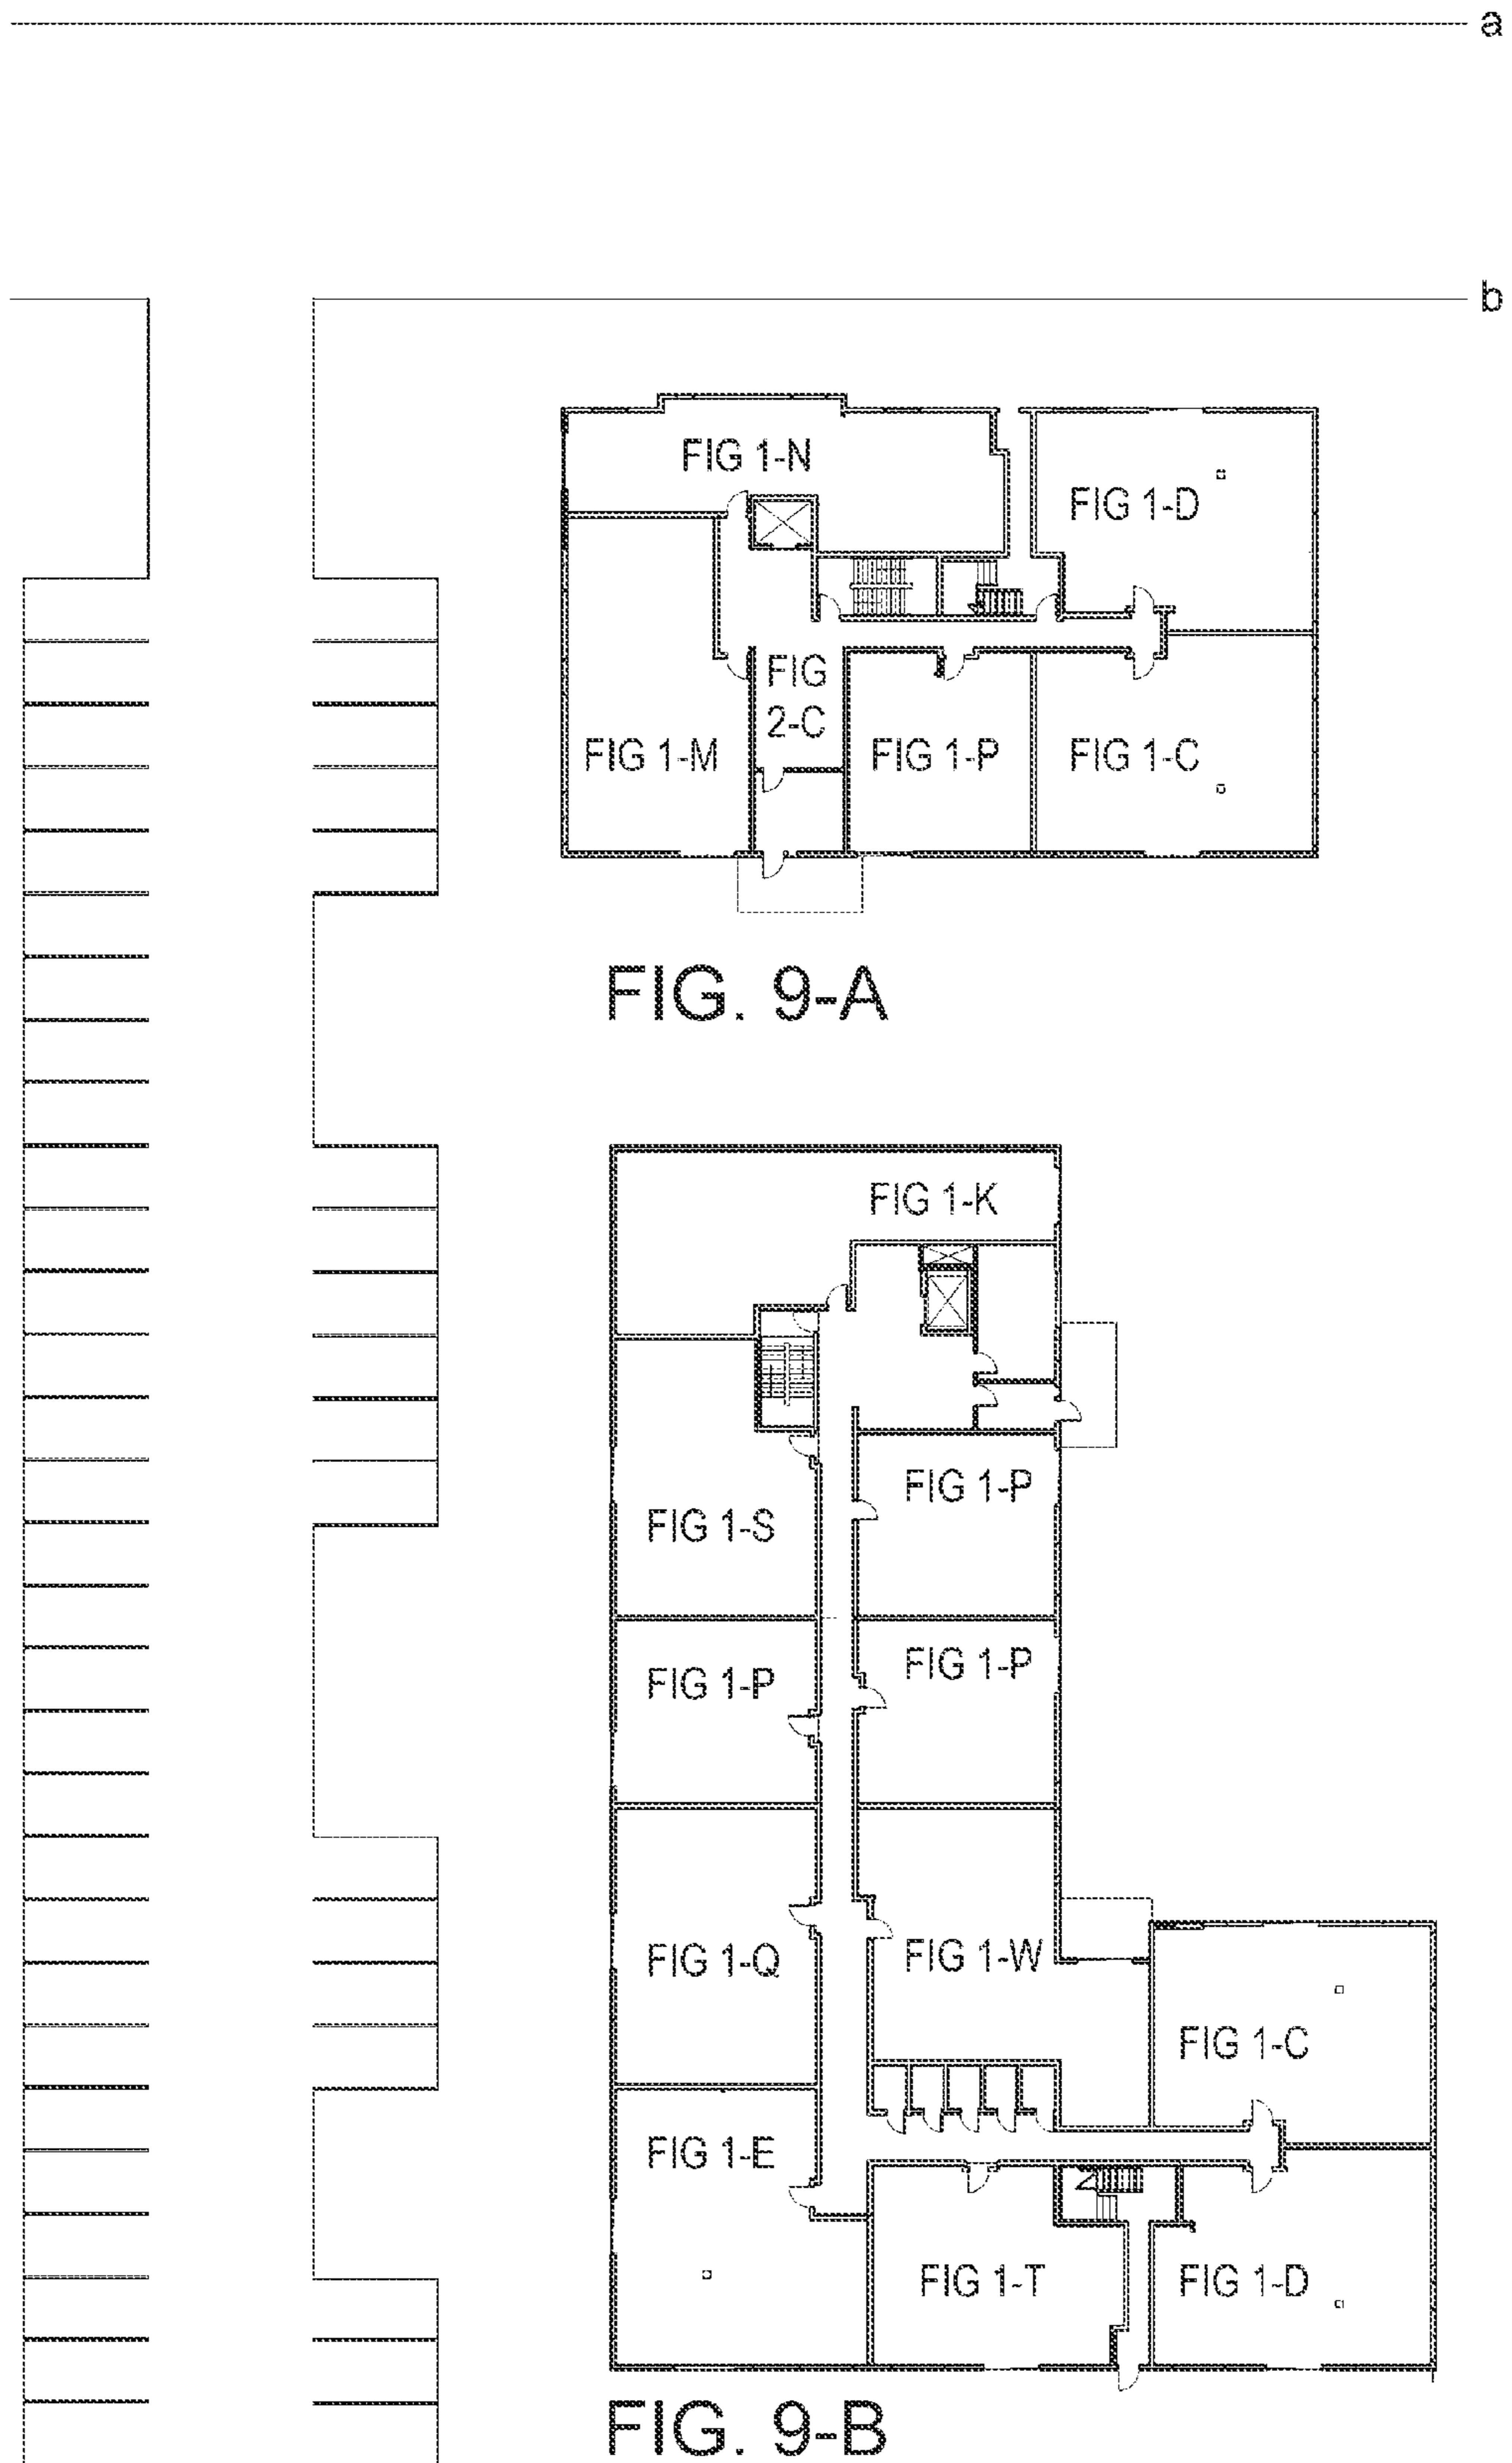 a
b
FIG 1-N
FIG 1-D
FIG
2-C
FIG 1-M
FIG 1-P
FIG 1-C
FIG. 9-A
FIG 1-K
FIG 1-P
FIG 1-S
FIG 1-P
FIG 1-P
FIG 1-Q
FIG 1-W
FIG 1-C
FIG 1-E
FIG 1-T
FIG 1-D
FIG. 9-B